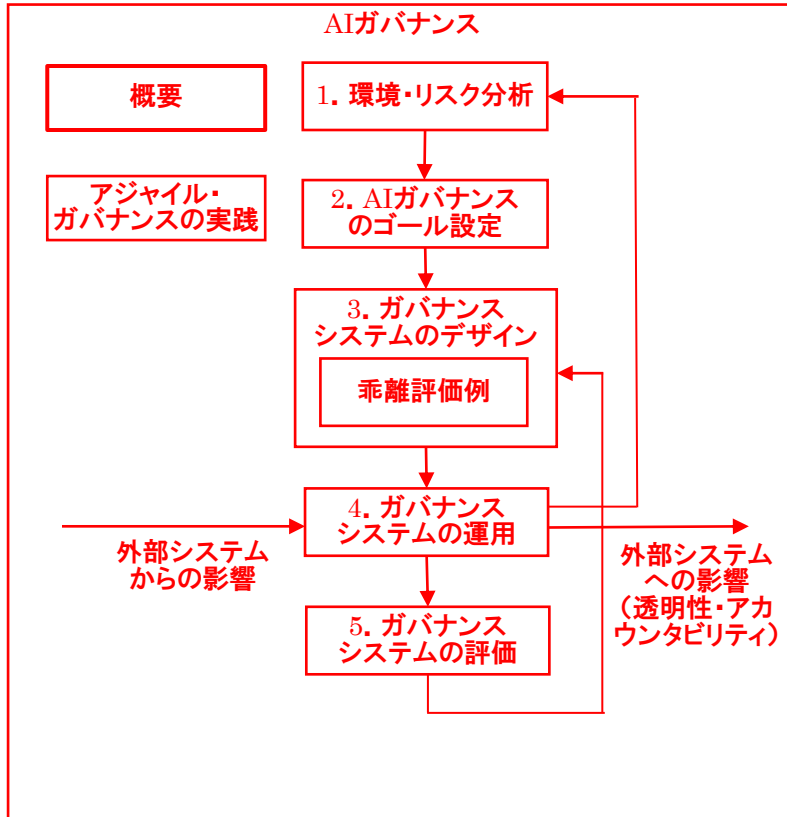 AIガバナンス
概要
1. 環境・リスク分析
アジャイル・
ガバナンスの実践
2. AIガバナンス
のゴール設定
3. ガバナンス
システムのデザイン
乖離評価例
4. ガバナンス
システムの運用
外部システム
からの影響
外部システム
への影響
（透明性・アカ
ウンタビリティ）
5. ガバナンス
システムの評価